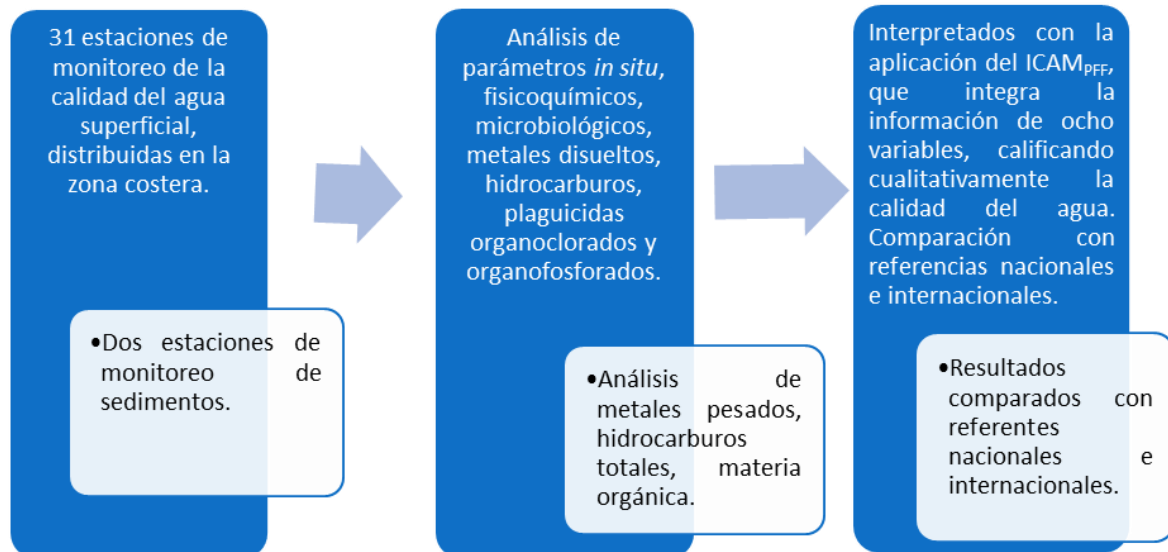 31 estaciones de
monitoreo de la
calidad del agua
superficial,
distribuidas en la
zona costera.
•Dos estaciones de
monitoreo de
sedimentos.
Análisis de
parámetros in situ,
fisicoquímicos,
microbiológicos,
metales disueltos,
hidrocarburos,
plaguicidas
organoclorados y
organofosforados.
•Análisis de
metales pesados,
hidrocarburos
totales, materia
orgánica.
Interpretados con la
aplicación del ICAMPFF,
que integra la
información de ocho
variables, calificando
cualitativamente la
calidad del agua.
Comparación con
referencias nacionales
e internacionales.
•Resultados
comparados con
referentes
nacionales e
internacionales.